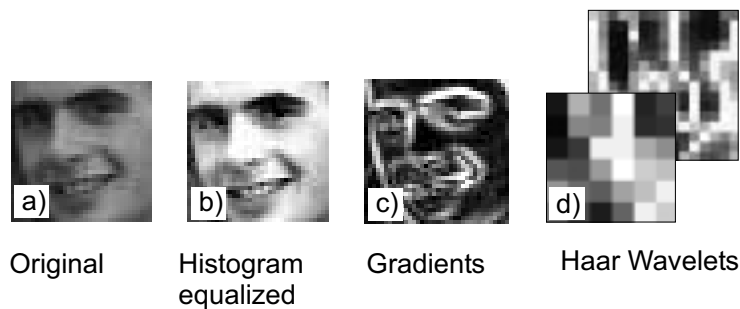 a)
b)
c)
d)
Original
Histogram
equalized
Gradients
Haar Wavelets